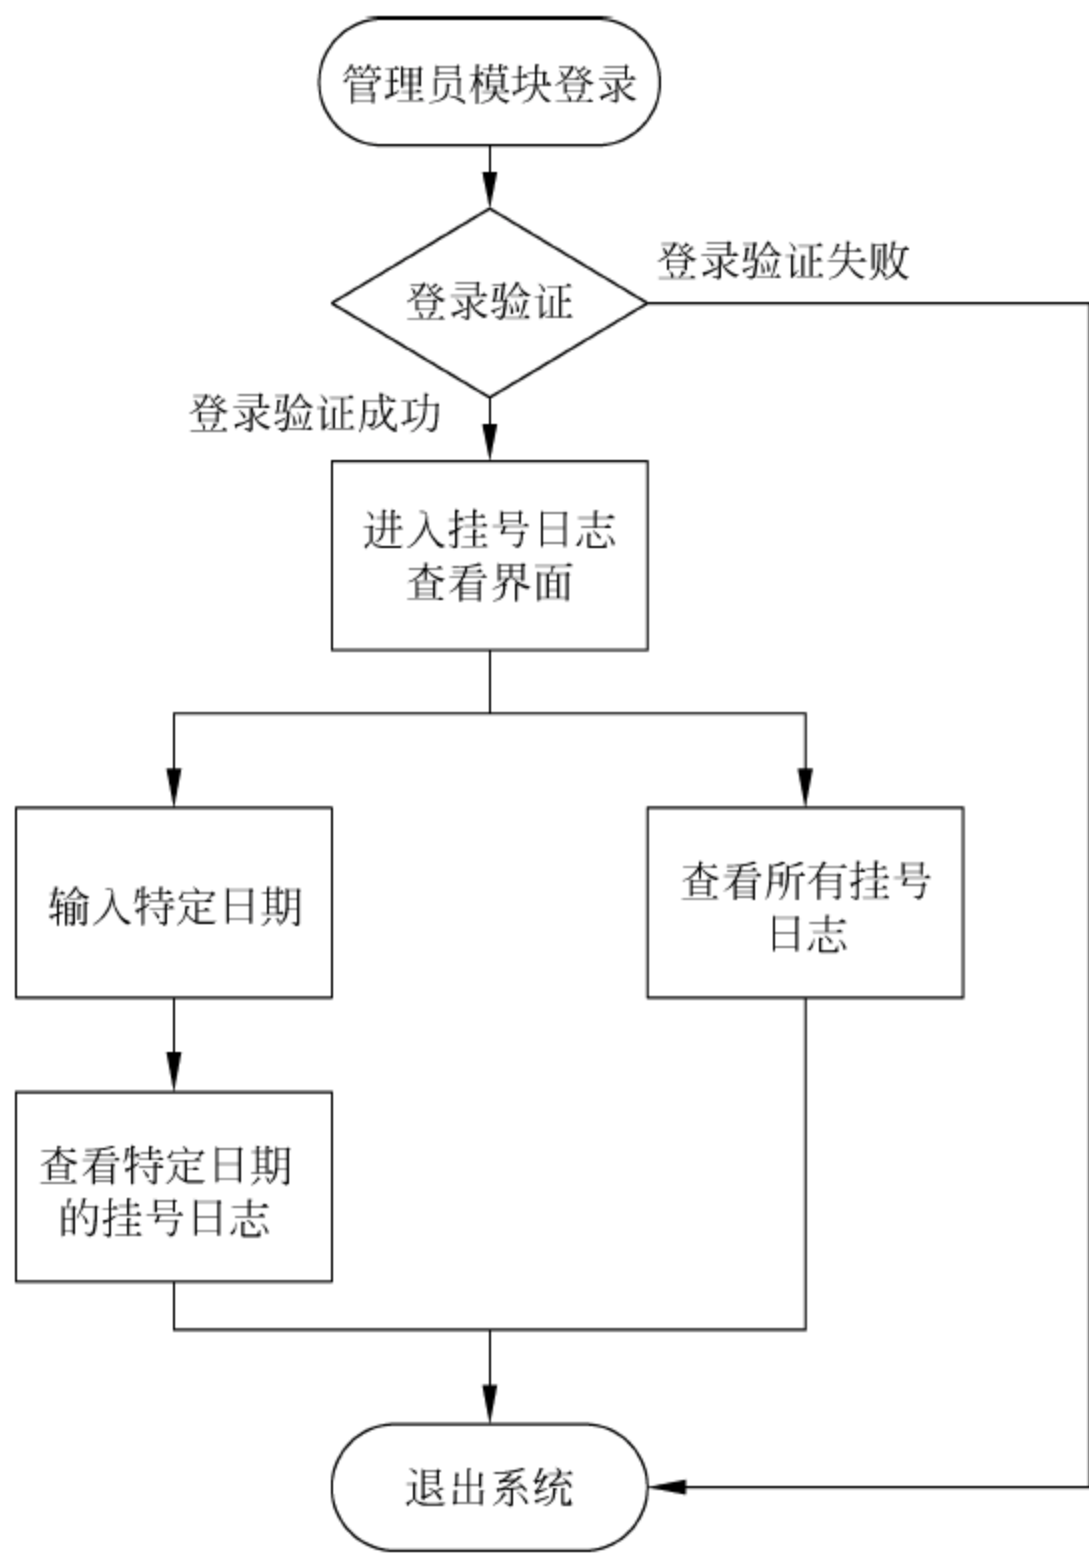 管理员模块登录
登录验证
登录验证失败
登录验证成功
进入挂号日志
查看界面
输入特定日期
查看所有挂号
日志
查看特定日期
的挂号日志
退出系统